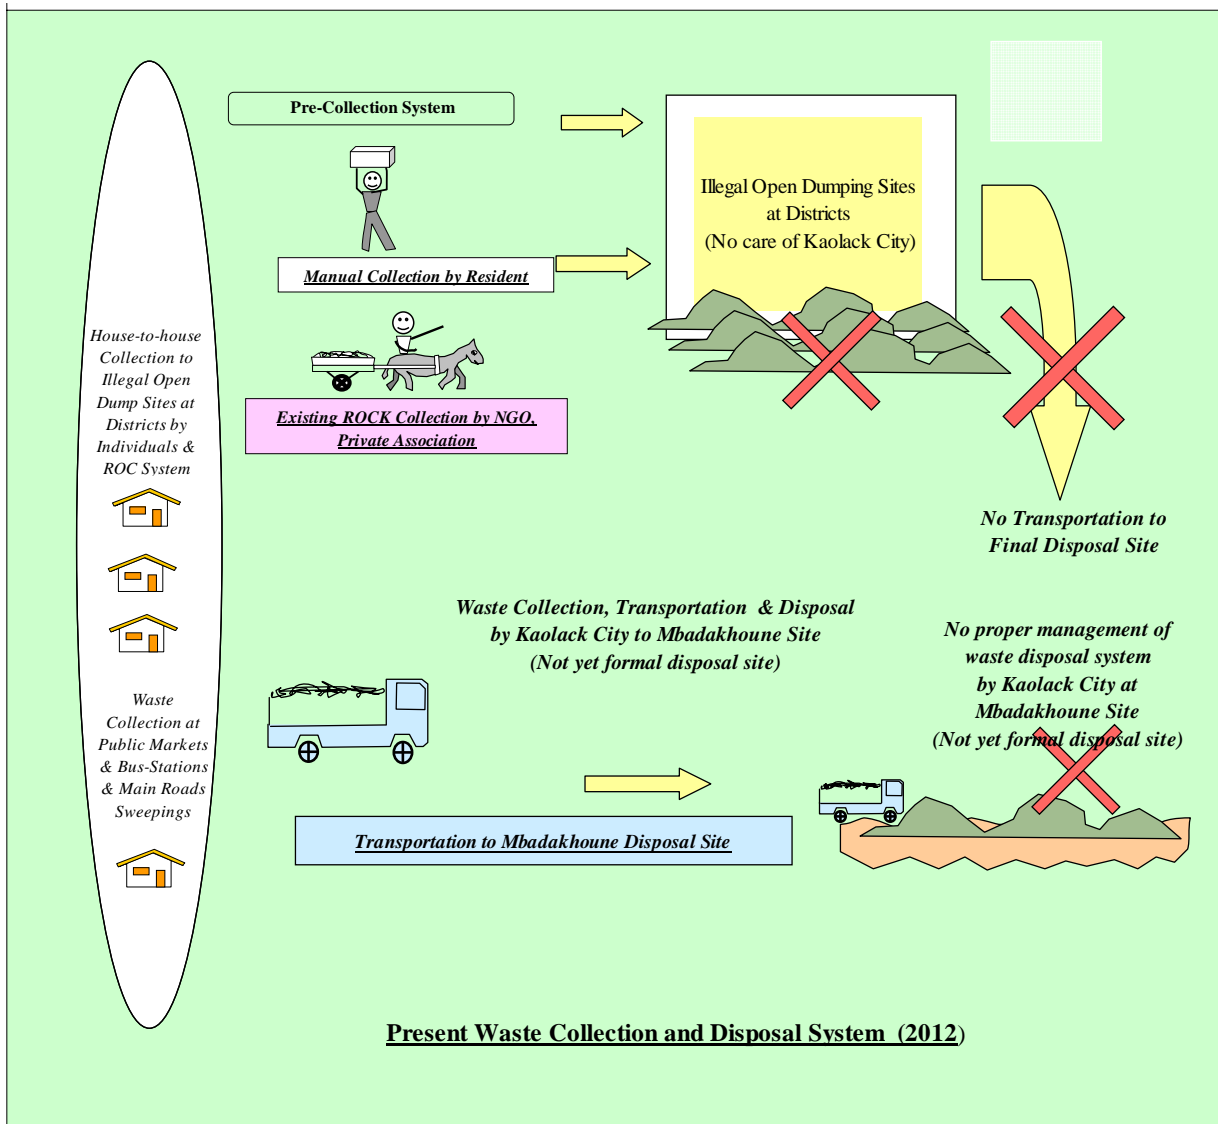 Pre-Collection System
Illegal Open Dumping Sites
at Districts
(No care of Kaolack City)
Manual Collection by Resident
House-to-house
Collection to
Illegal Open
Dump Sites at
Districts by
Individuals &
ROC System
Existing ROCK Collection by NGO,
Private Association
No Transportation to
Final Disposal Site
Waste Collection, Transportation & Disposal
by Kaolack City to Mbadakhoune Site
(Not yet formal disposal site)
No proper management of
waste disposal system
by Kaolack City at
Mbadakhoune Site
(Not yet formal disposal site)
Waste
Collection at
Public Markets
& Bus-Stations
& Main Roads
Sweepings
Transportation to Mbadakhoune Disposal Site
Present Waste Collection and Disposal System (2012)